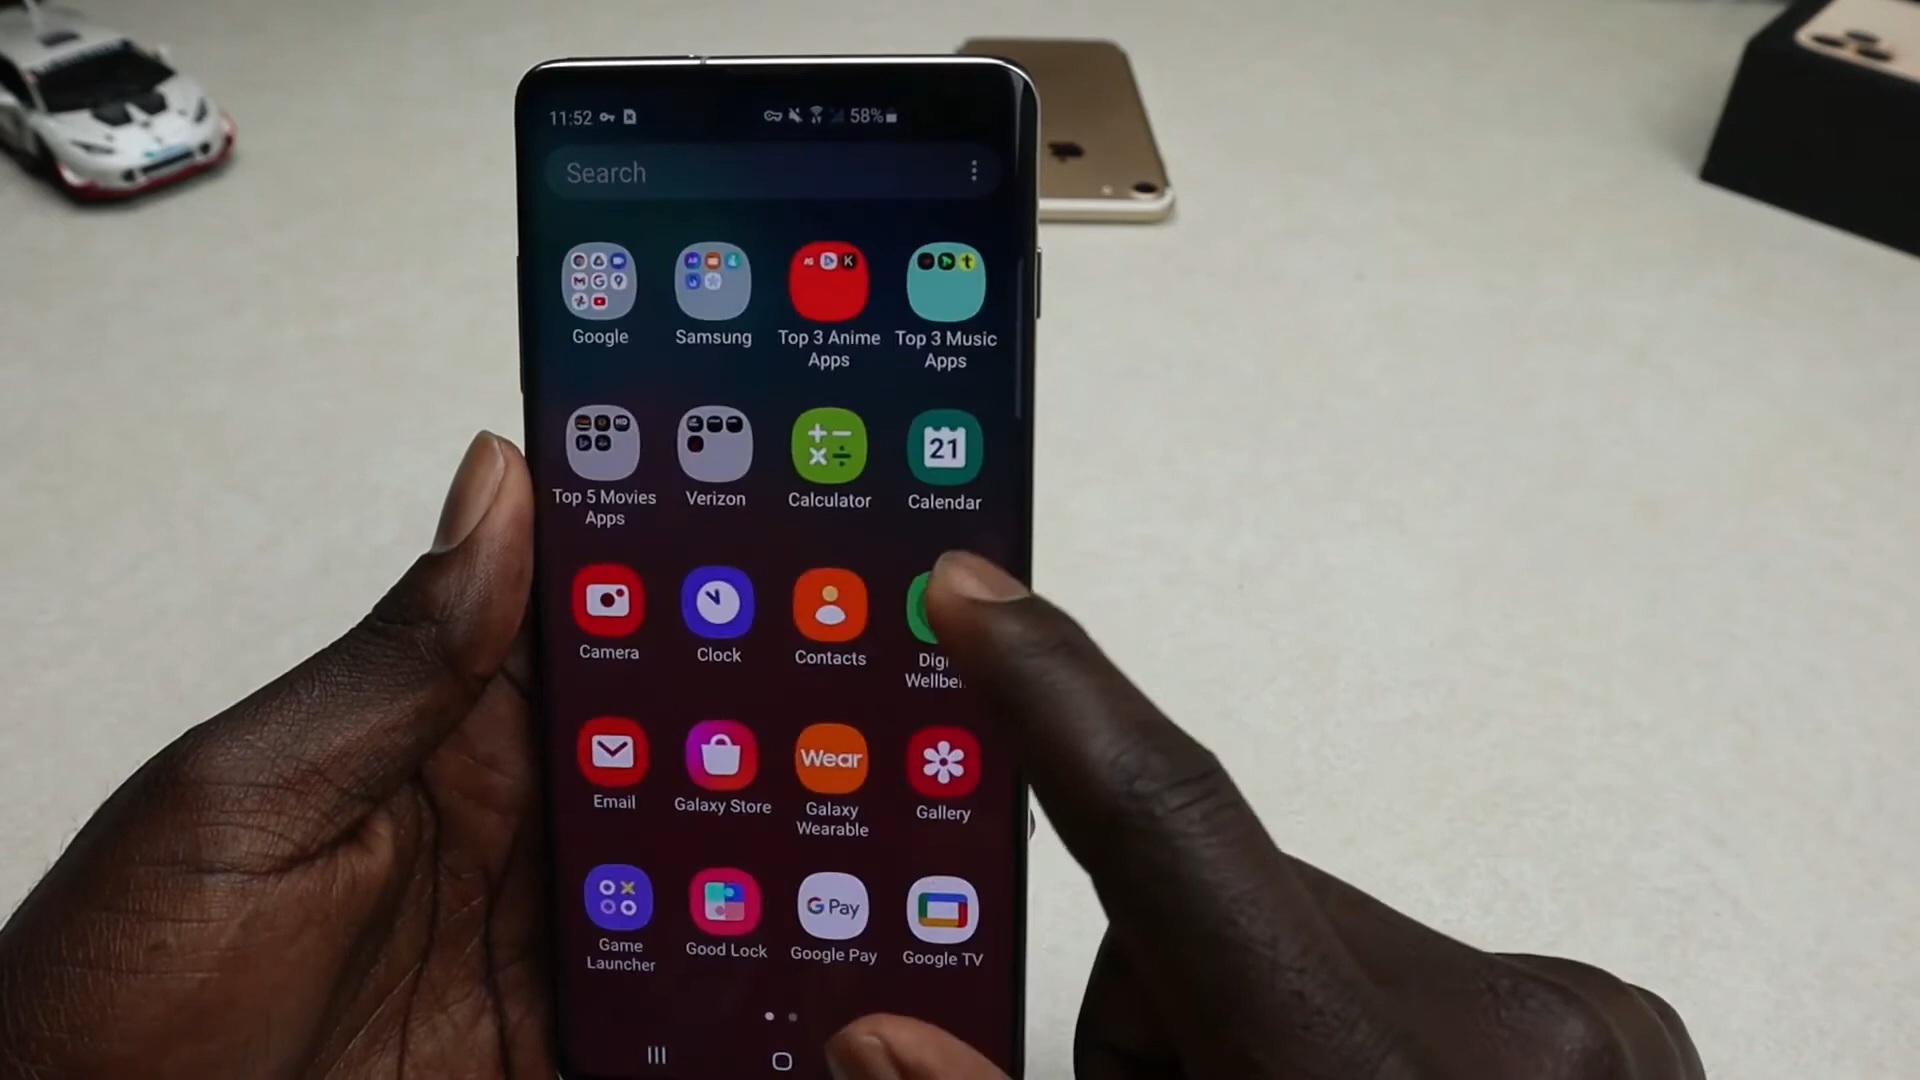 11:52
58%
Search
Google
Samsung
Top 3 Anime
Apps
Top 3 Music
Apps
Top 5 Movies
Apps
Verizon
Calculator
21
Calendar
Camera
Clock
Contacts
Digi
Wellbei
Email
Galaxy Store
Wear
Galaxy
Wearable
Gallery
Game
Launcher
Good Lock
G Pay
Google Pay
Google TV